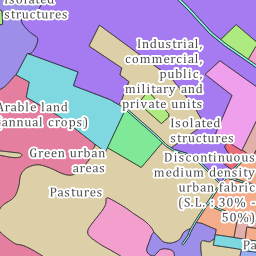 Isolated
structures
Industrial,
commercial,
public,
military and
private units
Arable land
(annual crops)
Isolated
structures
Green urban
areas
Discontinuous
medium density
urban fabric
(S.L. : 30% -
50%)
Pastures
Pa